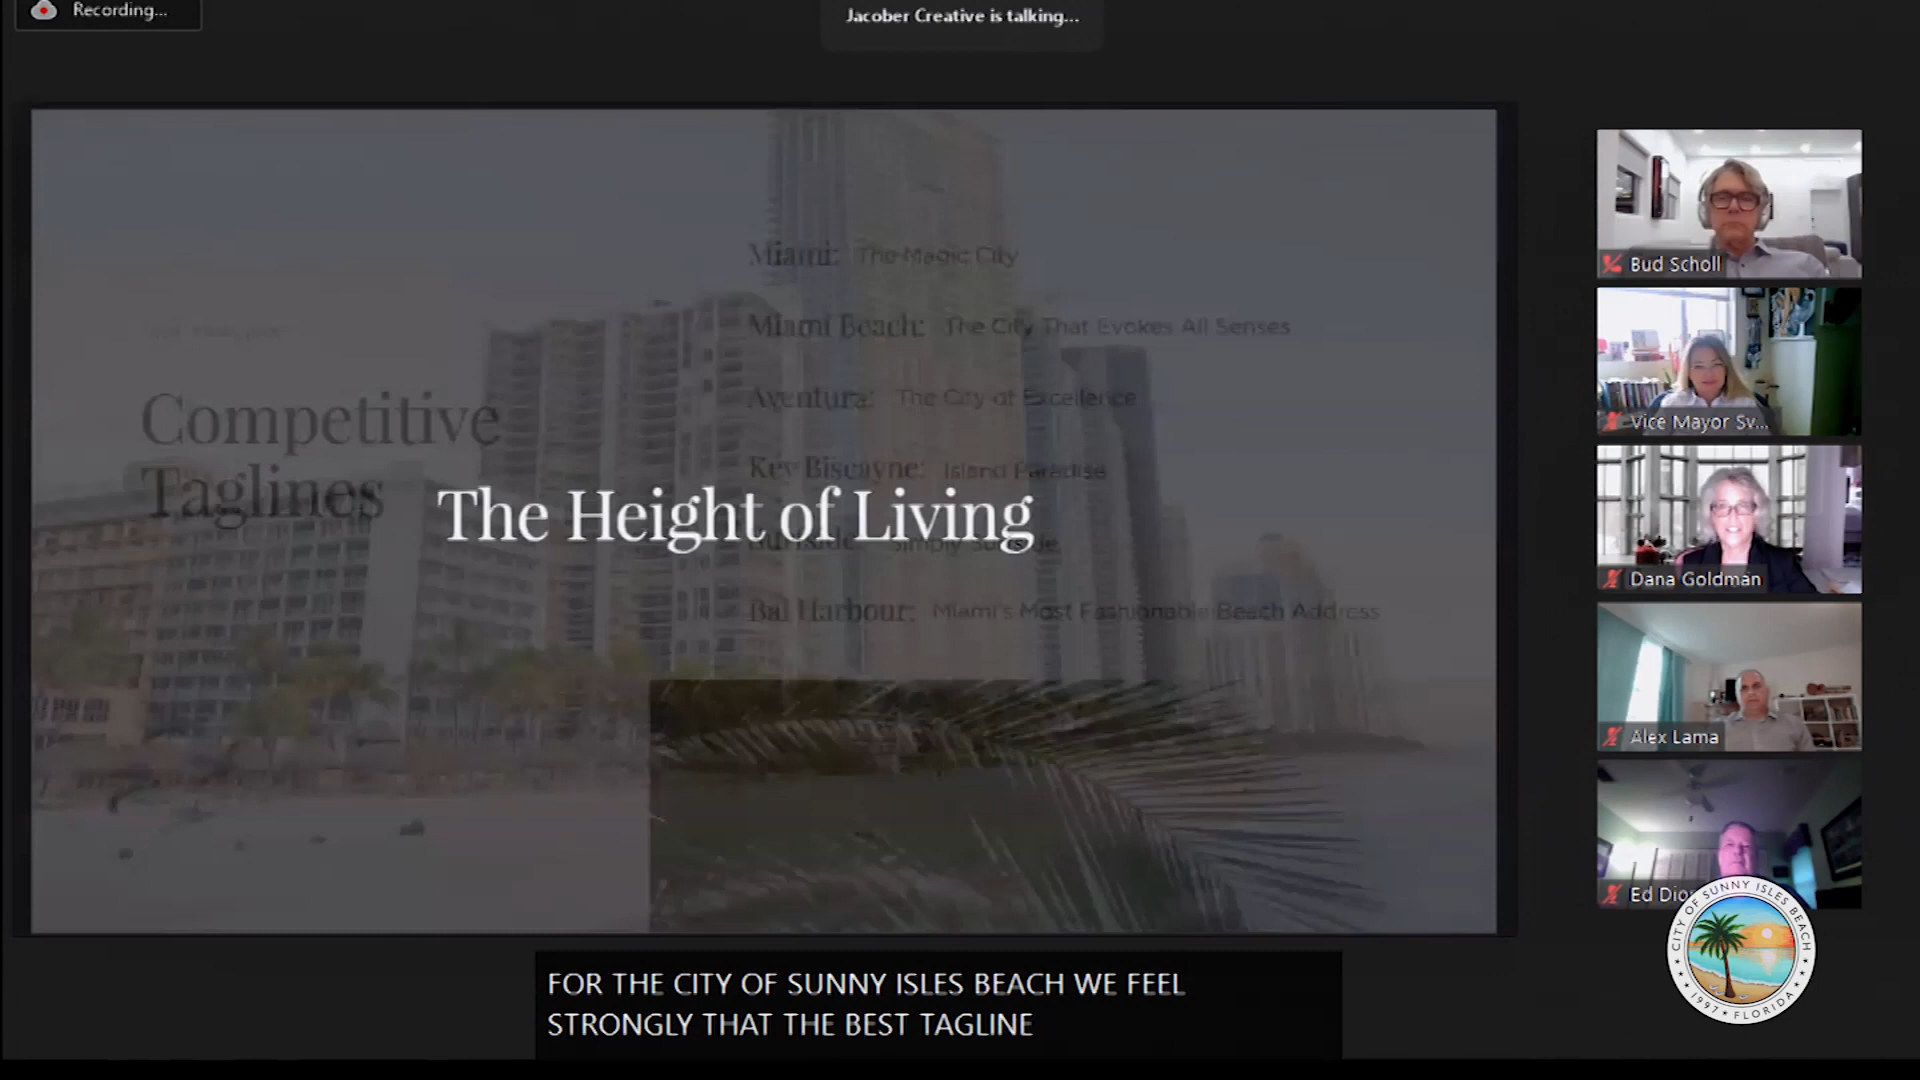 Recording...
Jacober Creative is talking...
Miami: The Magic City
Miami Beach: The City That Evokes All Senses
Aventura: The City of Excellence
Competitive
Taglines
Key Biscayne: Island Paradise
The Height of Living
Surfside: Simply Surfside.
Bal Harbour: Miami's Most Fashionable Beach Address
Bud Scholl
Vice Mayor Sv...
Dana Goldman
Alex Lama
Ed Dio
CITY OF SUNNY ISLES BEACH
1997 FLORIDA
FOR THE CITY OF SUNNY ISLES BEACH WE FEEL
STRONGLY THAT THE BEST TAGLINE